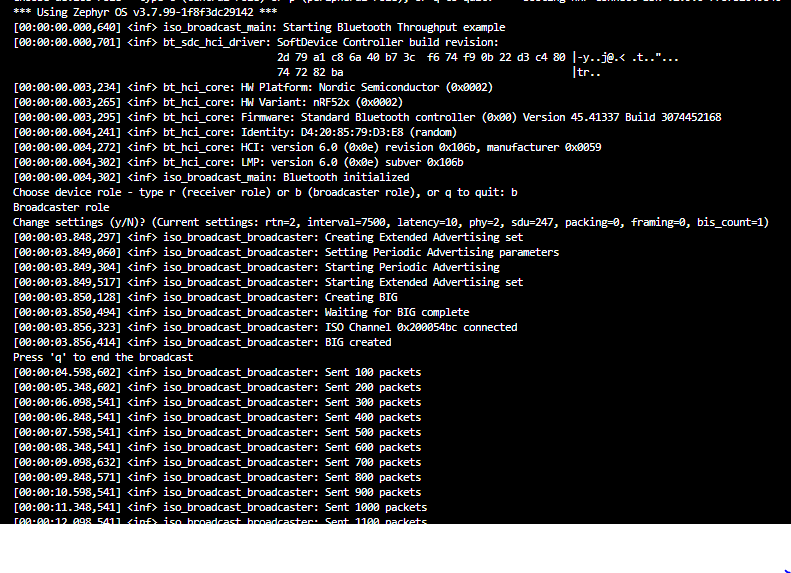 *** Using Zephyr OS v3.7.99-1f8f3dc29142 ***
[00:00:00.000,640] <inf> iso_broadcast_main: Starting Bluetooth Throughput example
[00:00:00.000,701] <inf> bt_sdc_hci_driver: SoftDevice Controller build revision:
2d 79 a1 c8 6a 40 b7 3c  f6 74 f9 0b 22 d3 c4 80 |-y..j@.< .t.."...
74 72 82 ba                                      |tr..
[00:00:00.003,234] <inf> bt_hci_core: HW Platform: Nordic Semiconductor (0x0002)
[00:00:00.003,265] <inf> bt_hci_core: HW Variant: nRF52x (0x0002)
[00:00:00.003,295] <inf> bt_hci_core: Firmware: Standard Bluetooth controller (0x00) Version 45.41337 Build 3074452168
[00:00:00.004,241] <inf> bt_hci_core: Identity: D4:20:85:79:D3:E8 (random)
[00:00:00.004,272] <inf> bt_hci_core: HCI: version 6.0 (0x0e) revision 0x106b, manufacturer 0x0059
[00:00:00.004,302] <inf> bt_hci_core: LMP: version 6.0 (0x0e) subver 0x106b
[00:00:00.004,302] <inf> iso_broadcast_main: Bluetooth initialized
Choose device role - type r (receiver role) or b (broadcaster role), or q to quit: b
Broadcaster role
Change settings (y/N)? (Current settings: rtn=2, interval=7500, latency=10, phy=2, sdu=247, packing=0, framing=0, bis_count=1)
[00:00:03.848,297] <inf> iso_broadcast_broadcaster: Creating Extended Advertising set
[00:00:03.849,060] <inf> iso_broadcast_broadcaster: Setting Periodic Advertising parameters
[00:00:03.849,304] <inf> iso_broadcast_broadcaster: Starting Periodic Advertising
[00:00:03.849,517] <inf> iso_broadcast_broadcaster: Starting Extended Advertising set
[00:00:03.850,128] <inf> iso_broadcast_broadcaster: Creating BIG
[00:00:03.850,494] <inf> iso_broadcast_broadcaster: Waiting for BIG complete
[00:00:03.856,323] <inf> iso_broadcast_broadcaster: ISO Channel 0x200054bc connected
[00:00:03.856,414] <inf> iso_broadcast_broadcaster: BIG created
Press 'q' to end the broadcast
[00:00:04.598,602] <inf> iso_broadcast_broadcaster: Sent 100 packets
[00:00:05.348,602] <inf> iso_broadcast_broadcaster: Sent 200 packets
[00:00:06.098,541] <inf> iso_broadcast_broadcaster: Sent 300 packets
[00:00:06.848,541] <inf> iso_broadcast_broadcaster: Sent 400 packets
[00:00:07.598,541] <inf> iso_broadcast_broadcaster: Sent 500 packets
[00:00:08.348,541] <inf> iso_broadcast_broadcaster: Sent 600 packets
[00:00:09.098,632] <inf> iso_broadcast_broadcaster: Sent 700 packets
[00:00:09.848,571] <inf> iso_broadcast_broadcaster: Sent 800 packets
[00:00:10.598,541] <inf> iso_broadcast_broadcaster: Sent 900 packets
[00:00:11.348,541] <inf> iso_broadcast_broadcaster: Sent 1000 packets
[00:00:12.098,541] <inf> iso_broadcast_broadcaster: Sent 1100 packets